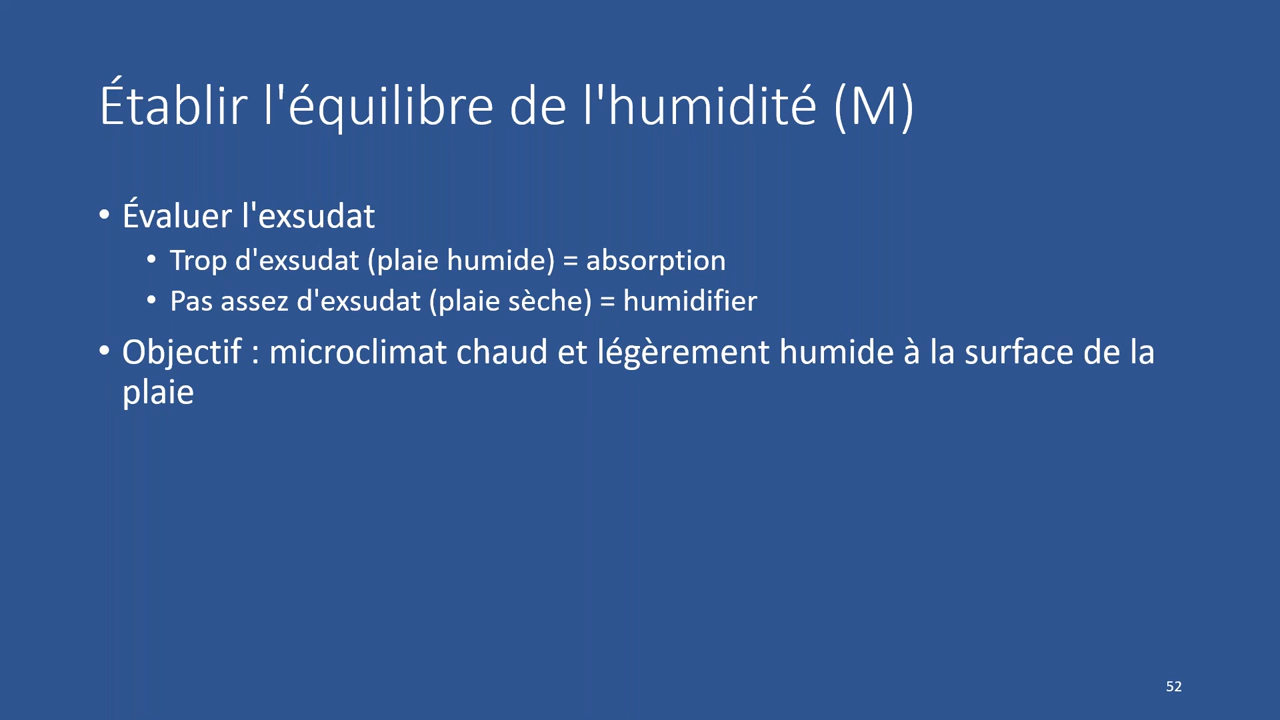 Établir l'équilibre de l'humidité (M)
• Évaluer l'exsudat
• Trop d'exsudat (plaie humide) = absorption
• Pas assez d'exsudat (plaie sèche) = humidifier
• Objectif : microclimat chaud et légèrement humide à la surface de la
plaie
52